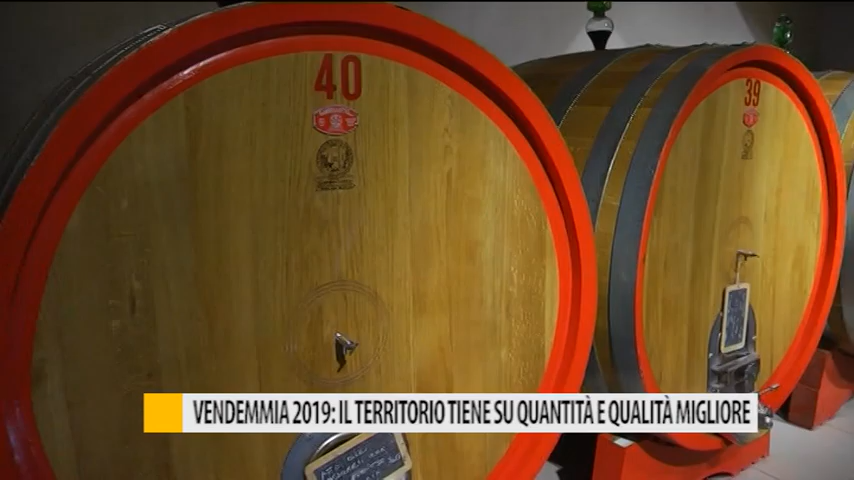 40
39
VENDEMMIA 2019: IL TERRITORIO TIENE SU QUANTITÀ E QUALITÀ MIGLIORE